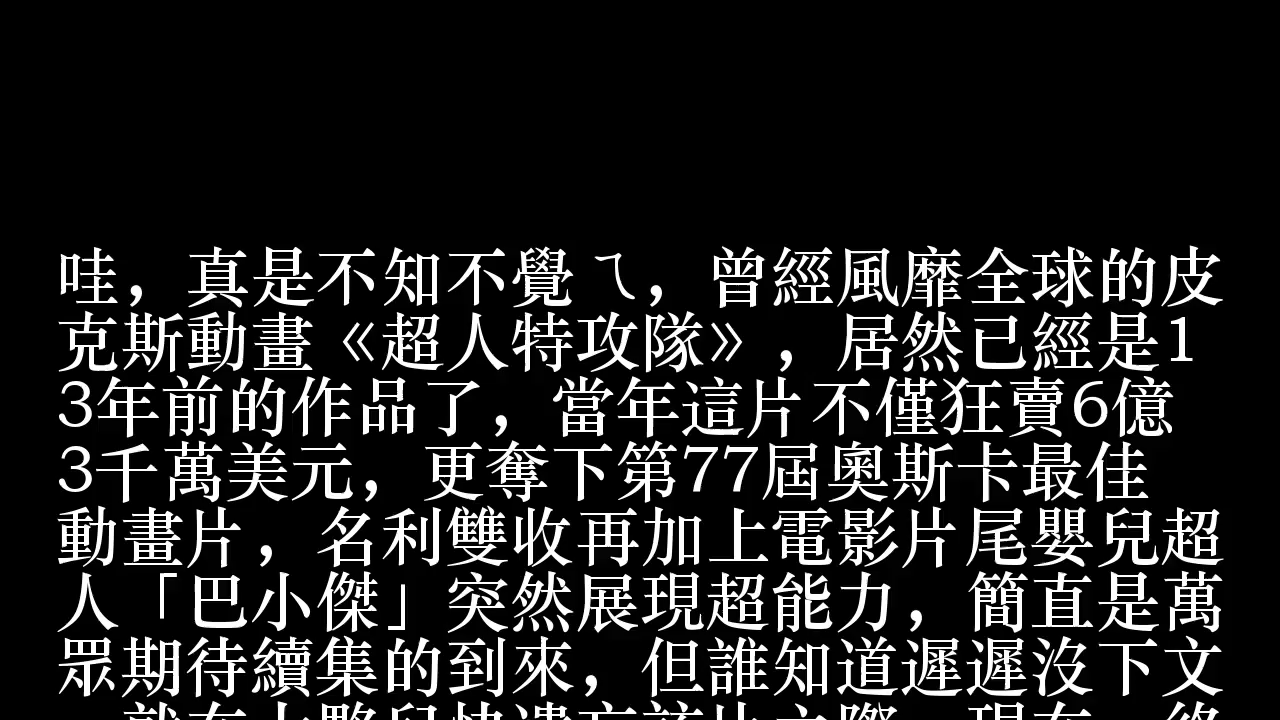 哇，真是不知不覺ㄟ，曾經風靡全球的皮
克斯動畫《超人特攻隊》，居然已經是1
3年前的作品了，當年這片不僅狂賣6億
3千萬美元，更奪下第77屆奧斯卡最佳
動畫片，名利雙收再加上電影片尾嬰兒超
人「巴小傑」突然展現超能力，簡直是萬
眾期待續集的到來，但誰知道遲遲沒下文